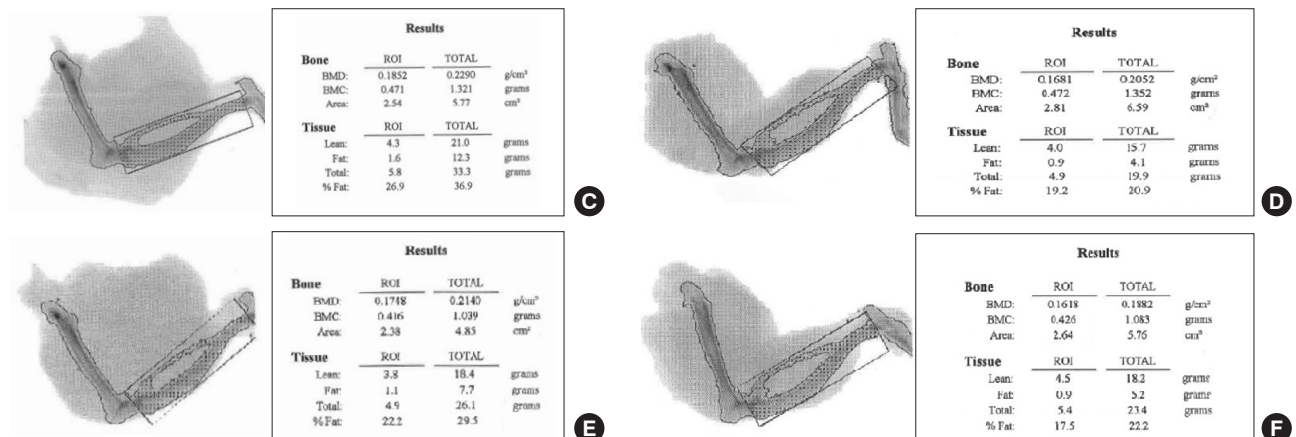 Results
Bone ROI TOTAL
BMD: 0.1852 0.2290 g/cm²
BMC: 0.471 1.321 grams
Area: 2.54 5.77 cm²
Tissue ROI TOTAL
Lean: 4.3 21.0 grams
Fat: 1.6 12.3 grams
Total: 5.8 33.3 grams
% Fat: 26.9 36.9
C
Results
Bone ROI TOTAL
BMD: 0.1681 0.2052 g/cm²
BMC: 0.472 1.352 grams
Area: 2.81 6.59 cm²
Tissue ROI TOTAL
Lean: 4.0 15.7 grams
Fat: 0.9 4.1 grams
Total: 4.9 19.9 grams
% Fat: 19.2 20.9
D
Results
Bone ROI TOTAL
BMD: 0.1748 0.2140 g/cm²
BMC: 0.416 1.039 grams
Area: 2.38 4.85 cm²
Tissue ROI TOTAL
Lean: 3.8 18.4 grams
Fat: 1.1 7.7 grams
Total: 4.9 26.1 grams
% Fat: 22.2 29.5
E
Results
Bone ROI TOTAL
BMD: 0.1618 0.1882 g/cm²
BMC: 0.426 1.083 grams
Area: 2.64 5.76 cm²
Tissue ROI TOTAL
Lean: 4.5 18.2 grams
Fat: 0.9 5.2 grams
Total: 5.4 23.4 grams
% Fat: 17.5 22.2
F